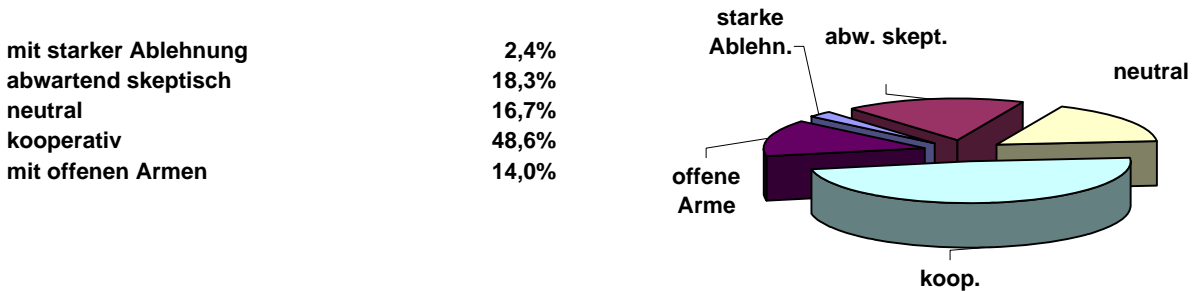 mit starker Ablehnung 2,4%
abwartend skeptisch 18,3%
neutral 16,7%
kooperativ 48,6%
mit offenen Armen 14,0%
starke
Ablehn.
abw. skept.
neutral
offene
Arme
koop.